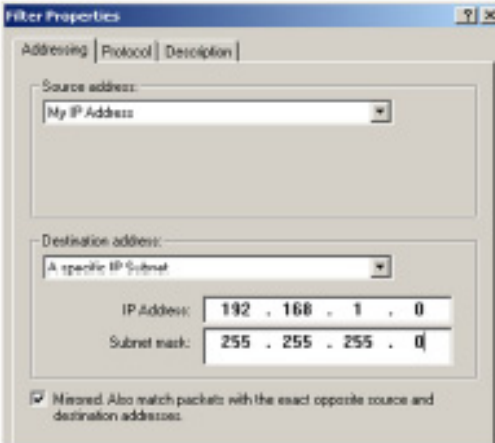 Filter Properties
Addressing Protocol Description
Source address:
My IP Address
Destination address:
A specific IP Subnet
IP Address: 192 . 168 . 1 . 0
Subnet mask: 255 . 255 . 255 . 0
Mirrored. Also match packets with the exact opposite source and
destination addresses.